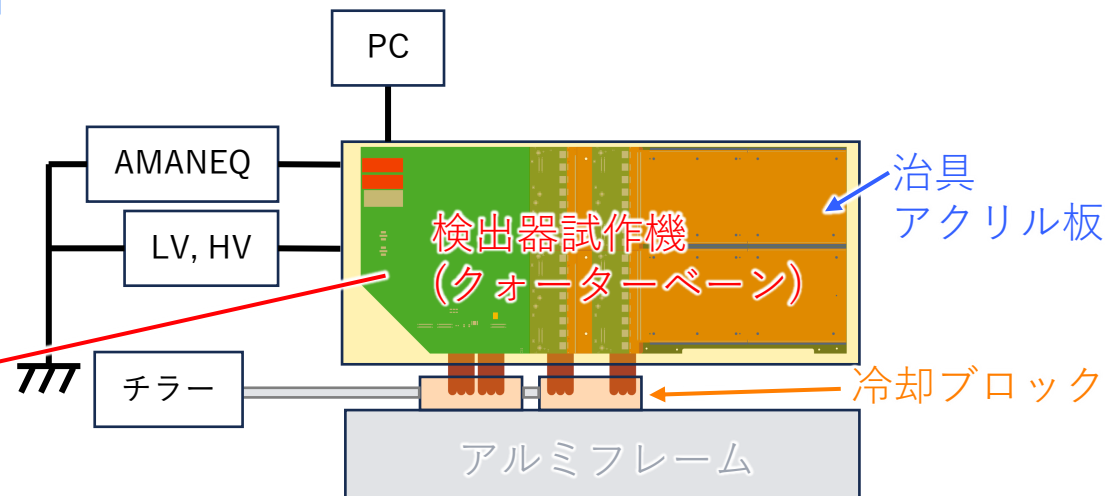 PC
AMANEQ
LV, HV
検出器試作機
(クォーターベーン)
治具
アクリル板
チラー
冷却ブロック
アルミフレーム